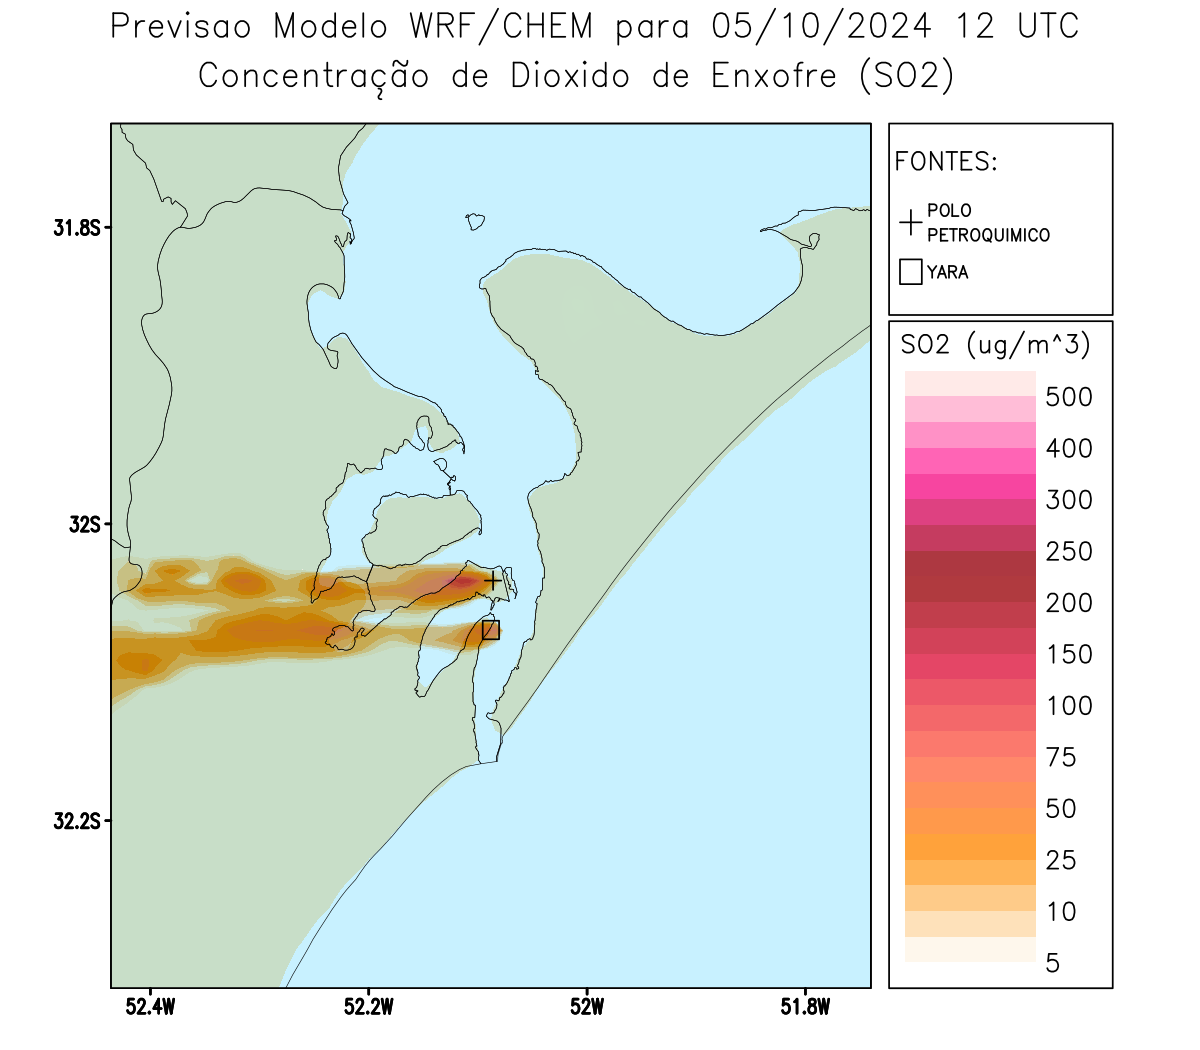 Previsao Modelo WRF/CHEM para 05/10/2024 12 UTC
Concentração de Dioxido de Enxofre (SO2)
FONTES:
POLO
PETROQUIMICO
YARA
31.8S
32S
32.2S
52.4W
52.2W
52W
51.8W
SO2 (ug/m^3)
500
400
300
250
200
150
100
75
50
25
10
5